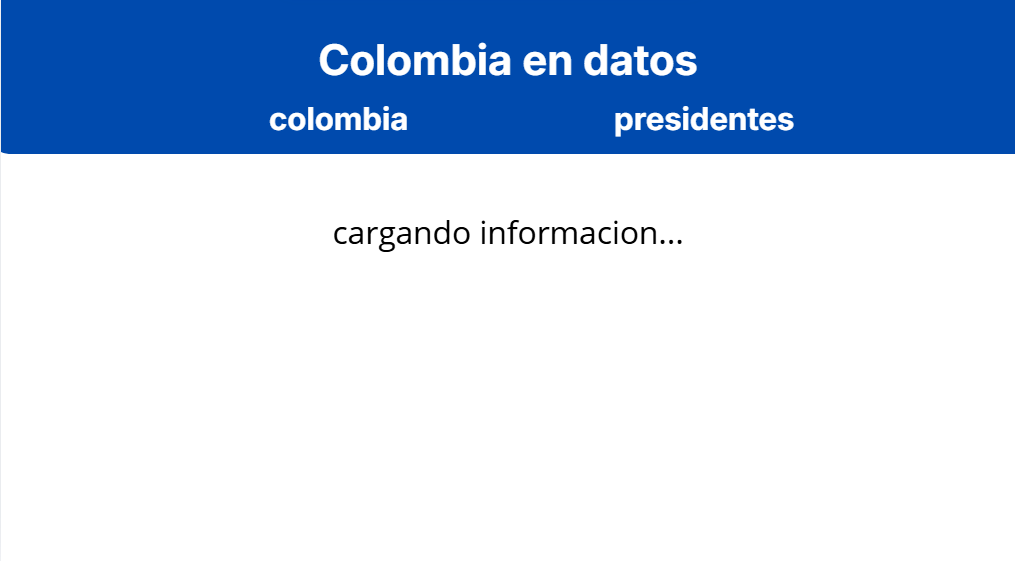 Colombia en datos
colombia presidentes
cargando informacion...